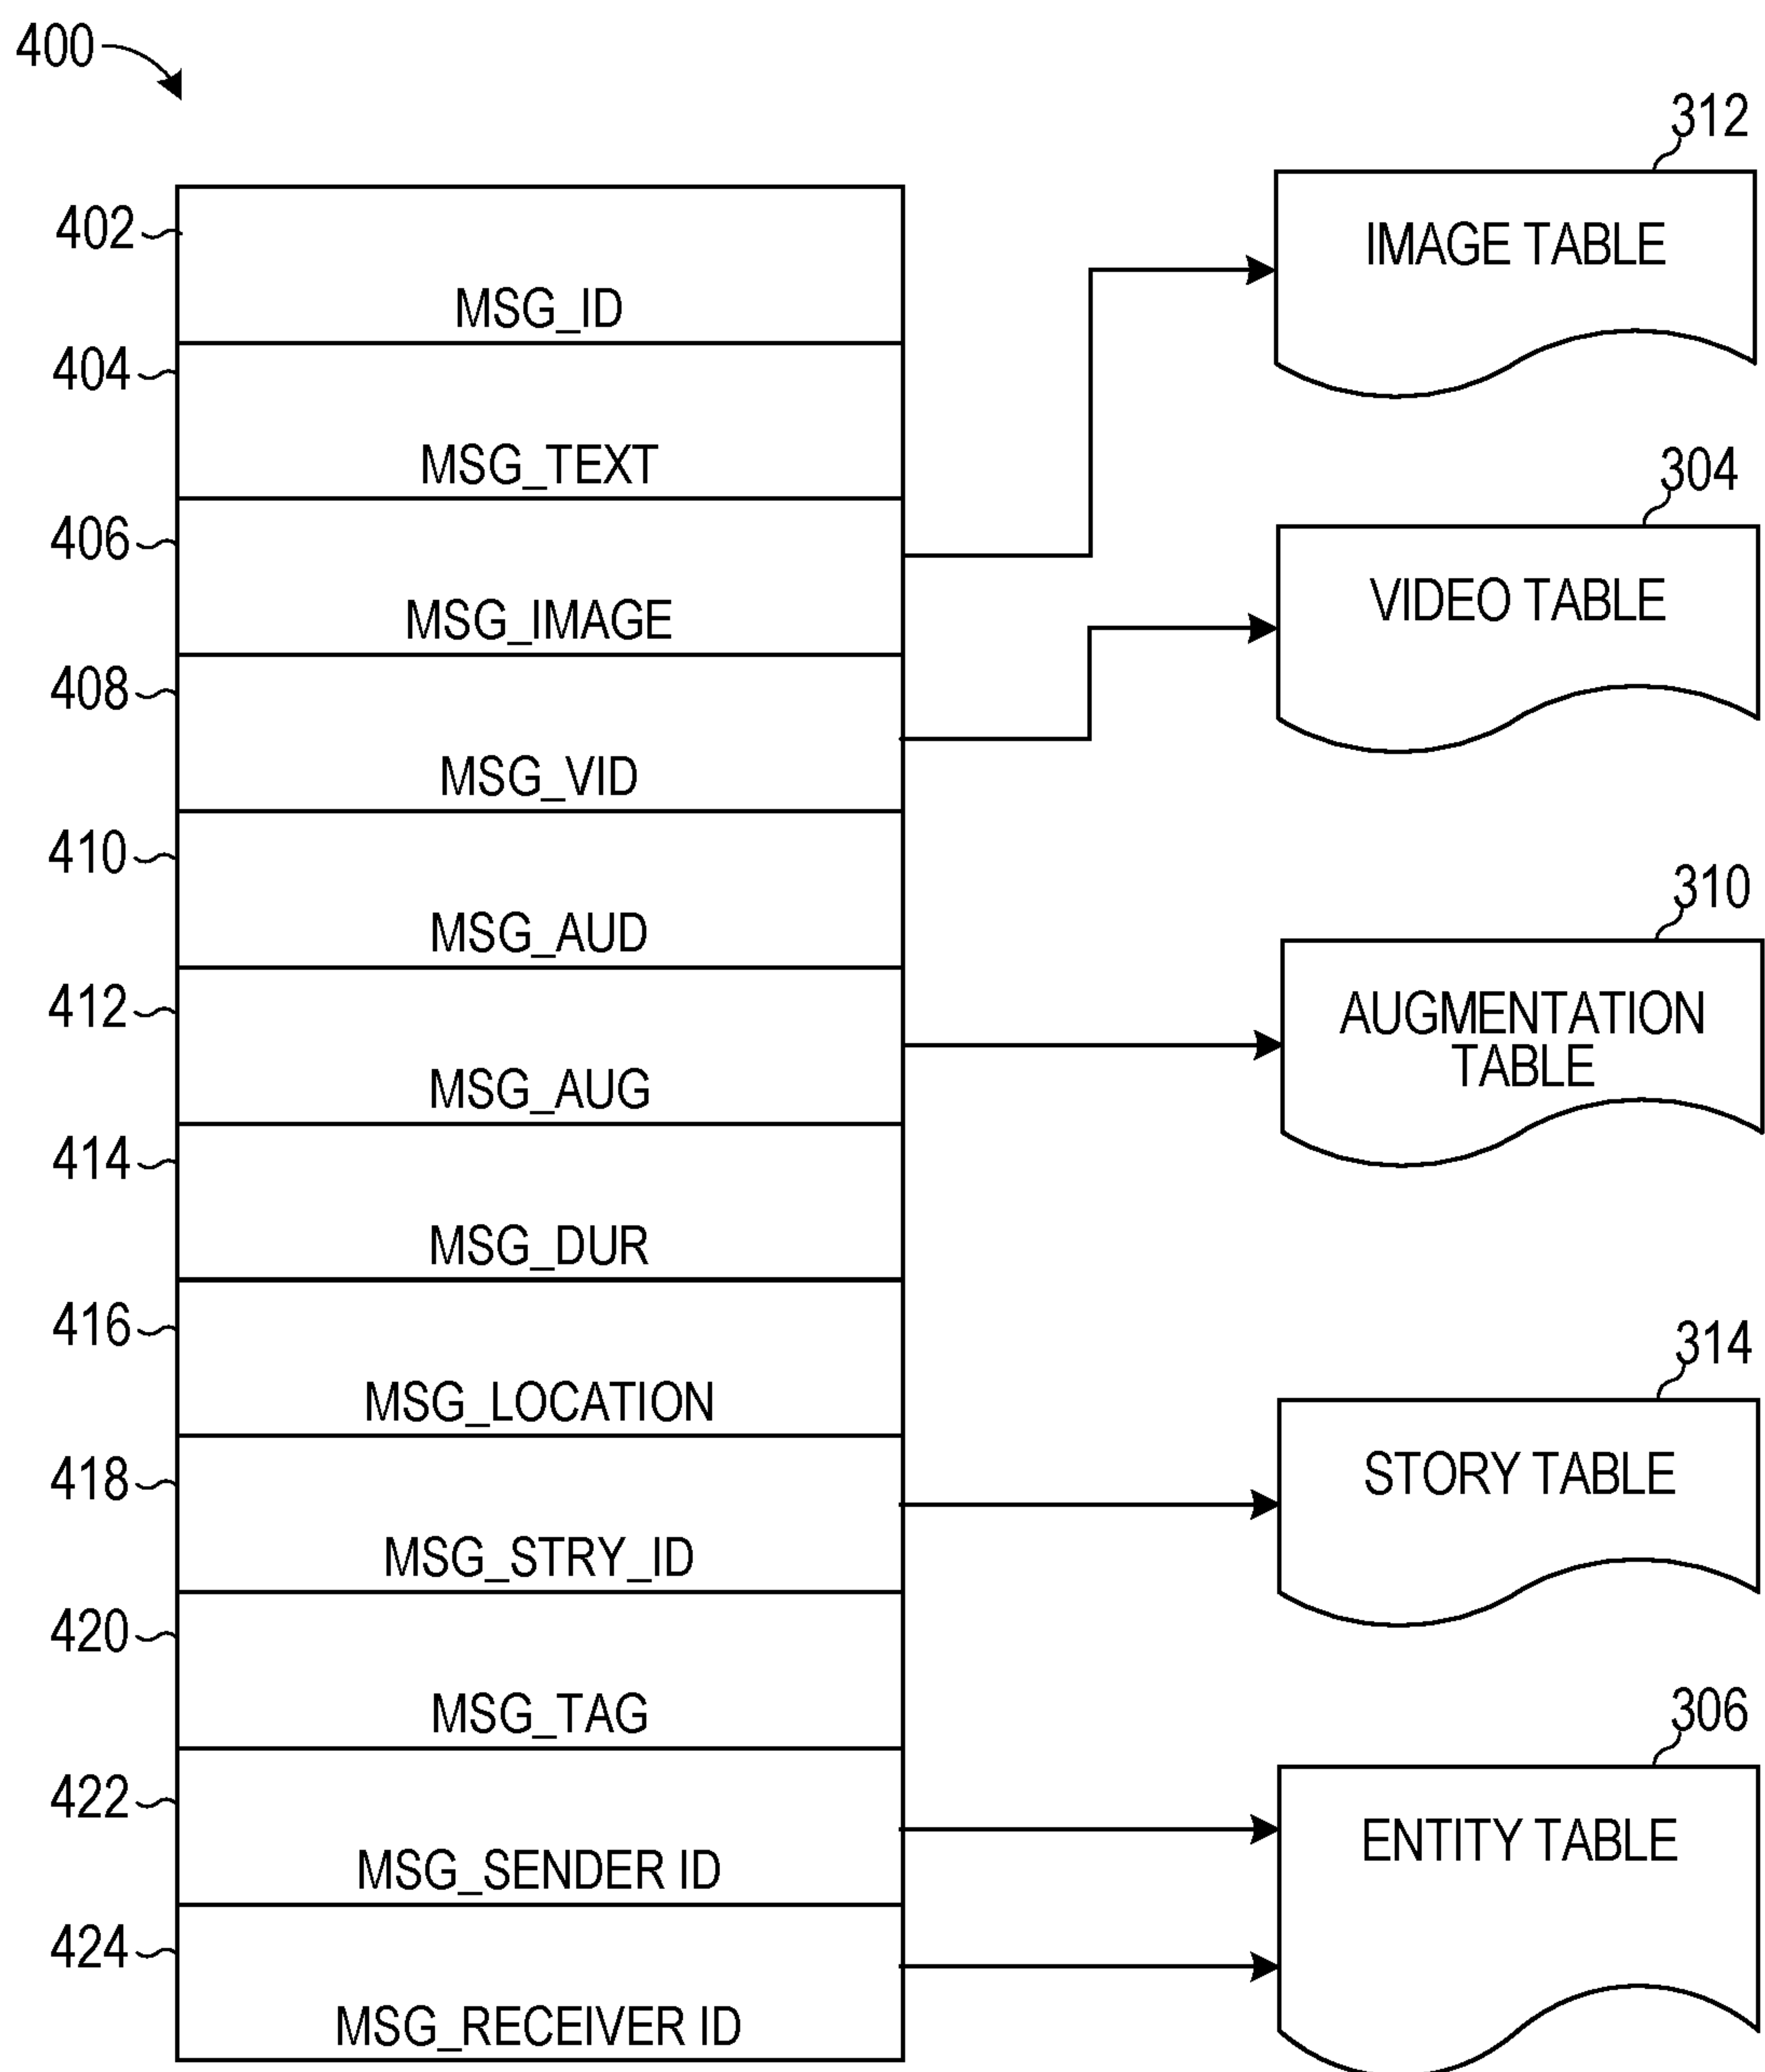 400
402
MSG_ID
404
MSG_TEXT
406
MSG_IMAGE
408
MSG_VID
410
MSG_AUD
412
MSG_AUG
414
MSG_DUR
416
MSG_LOCATION
418
MSG_STRY_ID
420
MSG_TAG
422
MSG_SENDER ID
424
MSG_RECEIVER ID
312
IMAGE TABLE
304
VIDEO TABLE
310
AUGMENTATION
TABLE
314
STORY TABLE
306
ENTITY TABLE